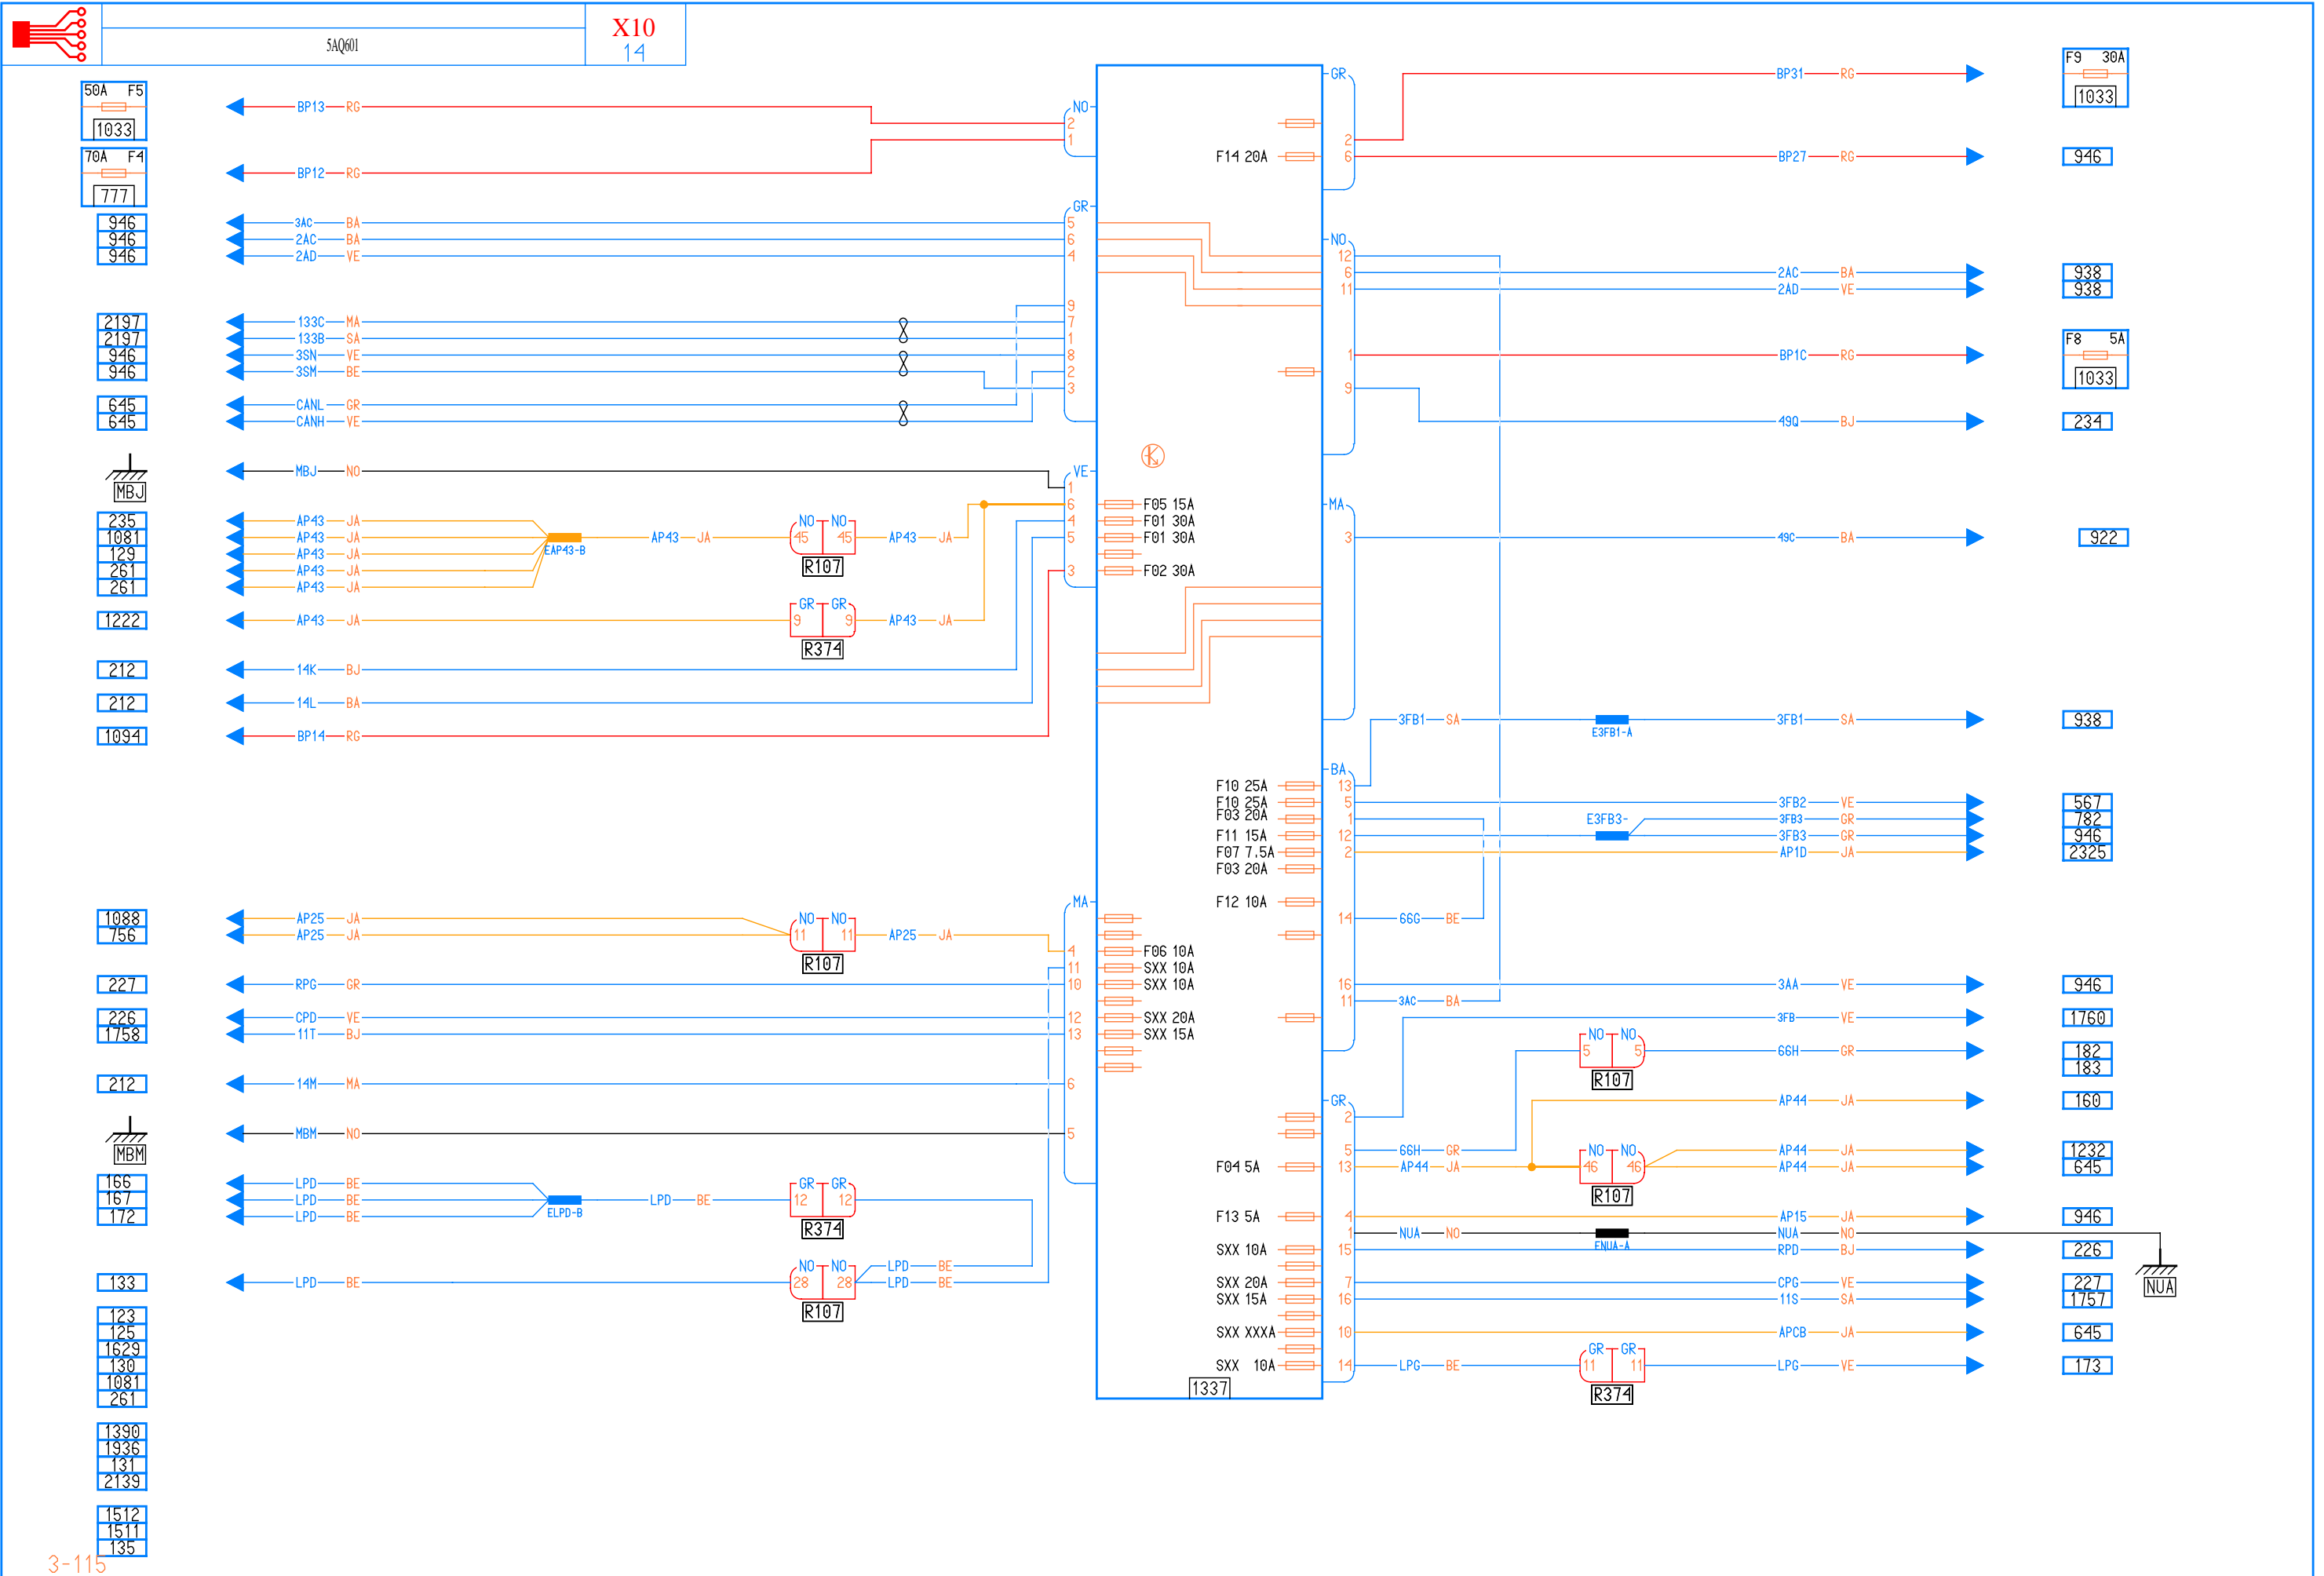 5AQ601
X10
14
50A F5
1033
BP13 RG
NO
2
1
70A F4
777
BP12 RG
GR
946 3AC BA 5
946 2AC BA 6
946 2AD VE 4
9
2197 133C MA 7
2197 133B SA 1
946 3SN VE 8
946 3SM BE 2
3
645 CANL GR
645 CANH VE
MBJ MBJ NO VE
1
6 F05 15A
235 AP43 JA 4 F01 30A
1081 AP43 JA EAP43-B AP43 JA NO NO 45 45 R107 AP43 JA 5 F01 30A
129 AP43 JA
261 AP43 JA 3 F02 30A
261 AP43 JA
1222 AP43 JA GR GR 9 9 R374 AP43 JA
212 14K BJ
212 14L BA
1094 BP14 RG
MA
1088 AP25 JA
756 AP25 JA NO NO 11 11 R107 AP25 JA
4 F06 10A
11 SXX 10A
227 RPG GR 10 SXX 10A
226 CPD VE 12 SXX 20A
1758 11T BJ 13 SXX 15A
212 14M MA 6
MBM MBM NO 5
166 LPD BE
167 LPD BE ELPD-B LPD BE GR GR 12 12 R374
172 LPD BE
LPD BE
133 LPD BE NO NO 28 28 R107 LPD BE
123
125
1629
130
1081
261
1390
1936
131
2139
1512
1511
135
3-115
1337
GR BP31 RG F9 30A 1033
2
F14 20A 6 BP27 RG 946
NO
12
6 2AC BA 938
11 2AD VE 938
1 BP1C RG F8 5A 1033
9 49Q BJ 234
MA
3 49C BA 922
3FB1 SA E3FB1-A 3FB1 SA 938
BA
F10 25A 13
F10 25A 5 3FB2 VE 567
F03 20A 1 E3FB3- 3FB3 GR 782
F11 15A 12 3FB3 GR 946
F07 7.5A 2 AP1D JA 2325
F03 20A
F12 10A
14 66G BE
16 3AA VE 946
11 3AC BA
3FB VE 1760
NO NO 5 5 R107 66H GR 182
183
GR AP44 JA 160
2
5 66H GR NO NO AP44 JA 1232
F04 5A 13 AP44 JA 46 46 R107 AP44 JA 645
F13 5A 4 AP15 JA 946
1 NUA NO ENUA-A NUA NO NUA
SXX 10A 15 RPD BJ 226
SXX 20A 7 CPG VE 227
SXX 15A 16 11S SA 1757
SXX XXXA 10 APCB JA 645
SXX 10A 14 LPG BE GR GR 11 11 R374 LPG VE 173